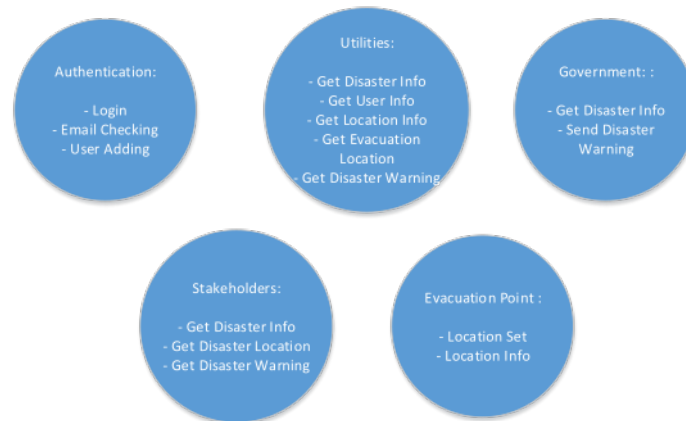 Authentication:
- Login
- Email Checking
- User Adding
Utilities:
- Get Disaster Info
- Get User Info
- Get Location Info
- Get Evacuation
Location
- Get Disaster Warning
Government: :
- Get Disaster Info
- Send Disaster
Warning
Stakeholders:
- Get Disaster Info
- Get Disaster Location
- Get Disaster Warning
Evacuation Point :
- Location Set
- Location Info